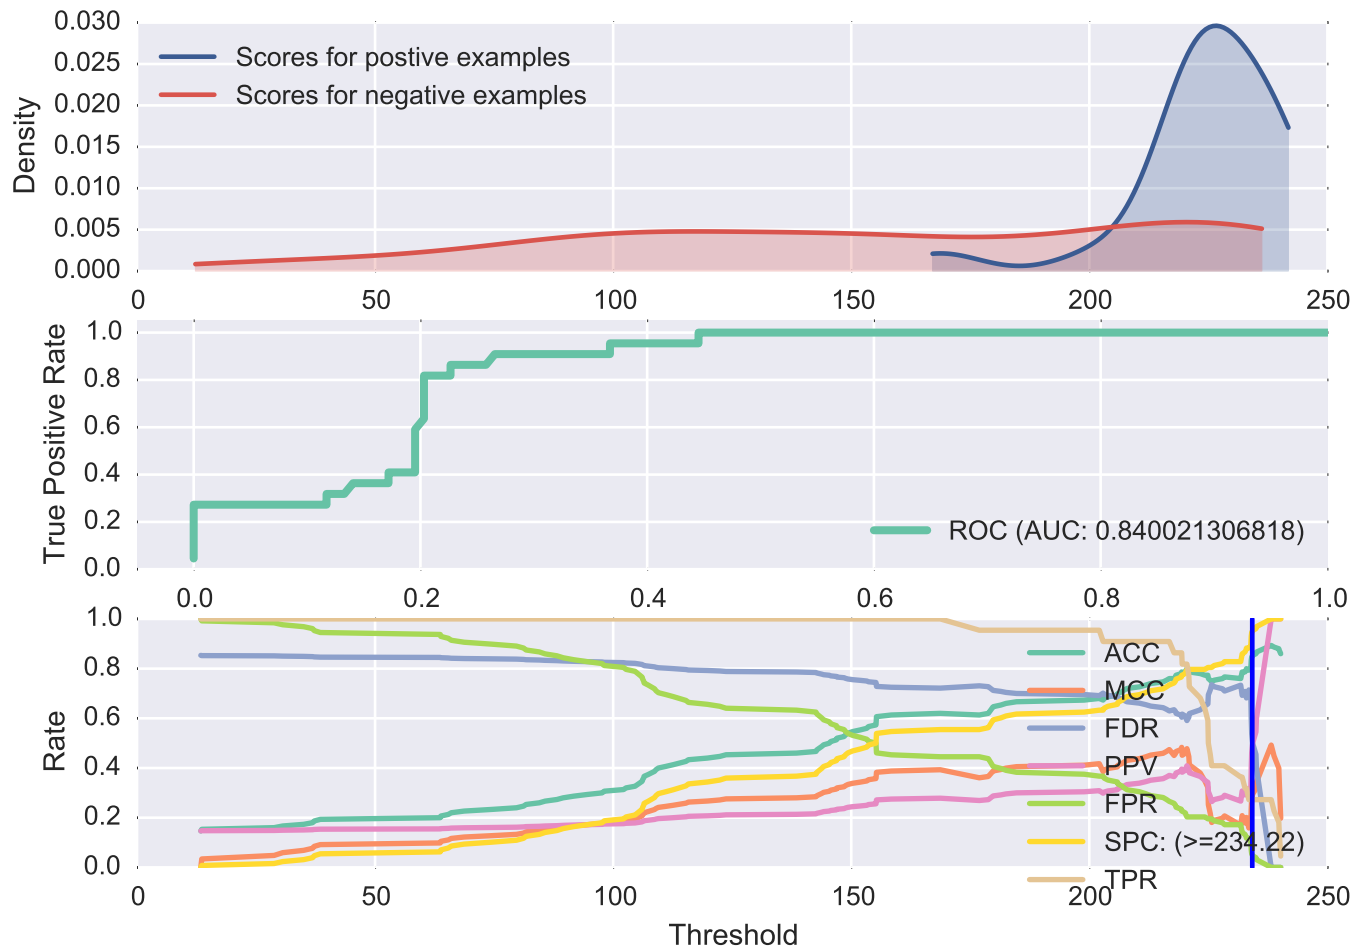 0.030
0.025
0.020
0.015
0.010
0.005
0.000
Density
Scores for postive examples
Scores for negative examples
0 50 100 150 200 250
1.0
0.8
0.6
0.4
0.2
0.0
True Positive Rate
ROC (AUC: 0.840021306818)
0.0 0.2 0.4 0.6 0.8 1.0
1.0
0.8
0.6
0.4
0.2
0.0
Rate
ACC
MCC
FDR
PPV
FPR
SPC: (>=234.22)
TPR
0 50 100 150 200 250
Threshold